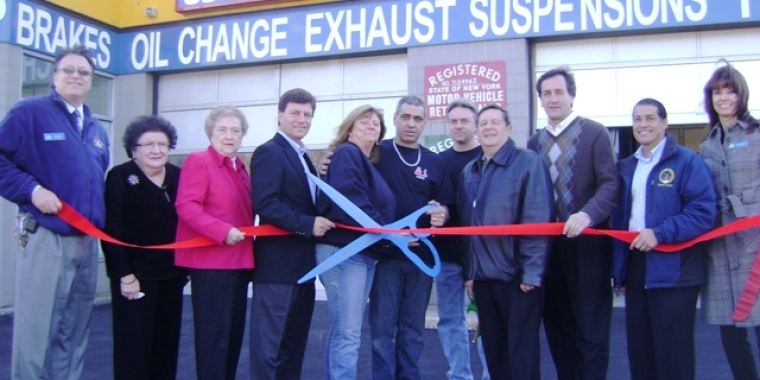 BRAKES OIL CHANGE EXHAUST SUSPENSIONS
REGISTERED
STATE OF NEW YORK
MOTOR VEHICLE